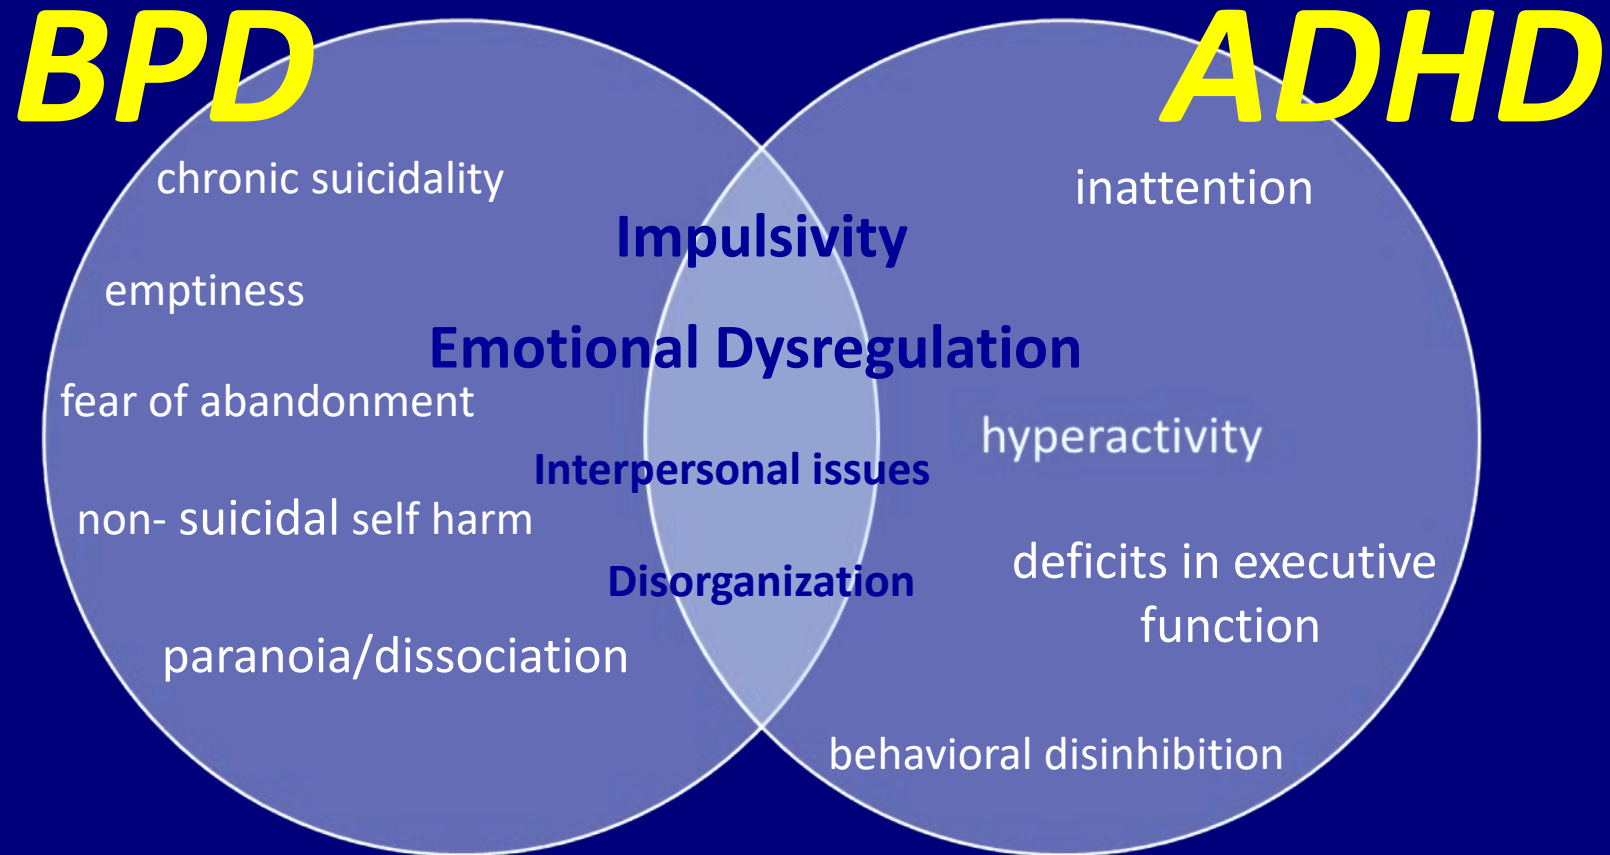 BPD
ADHD
chronic suicidality
emptiness
fear of abandonment
non- suicidal self harm
paranoia/dissociation
Impulsivity
Emotional Dysregulation
Interpersonal issues
Disorganization
inattention
hyperactivity
deficits in executive
function
behavioral disinhibition